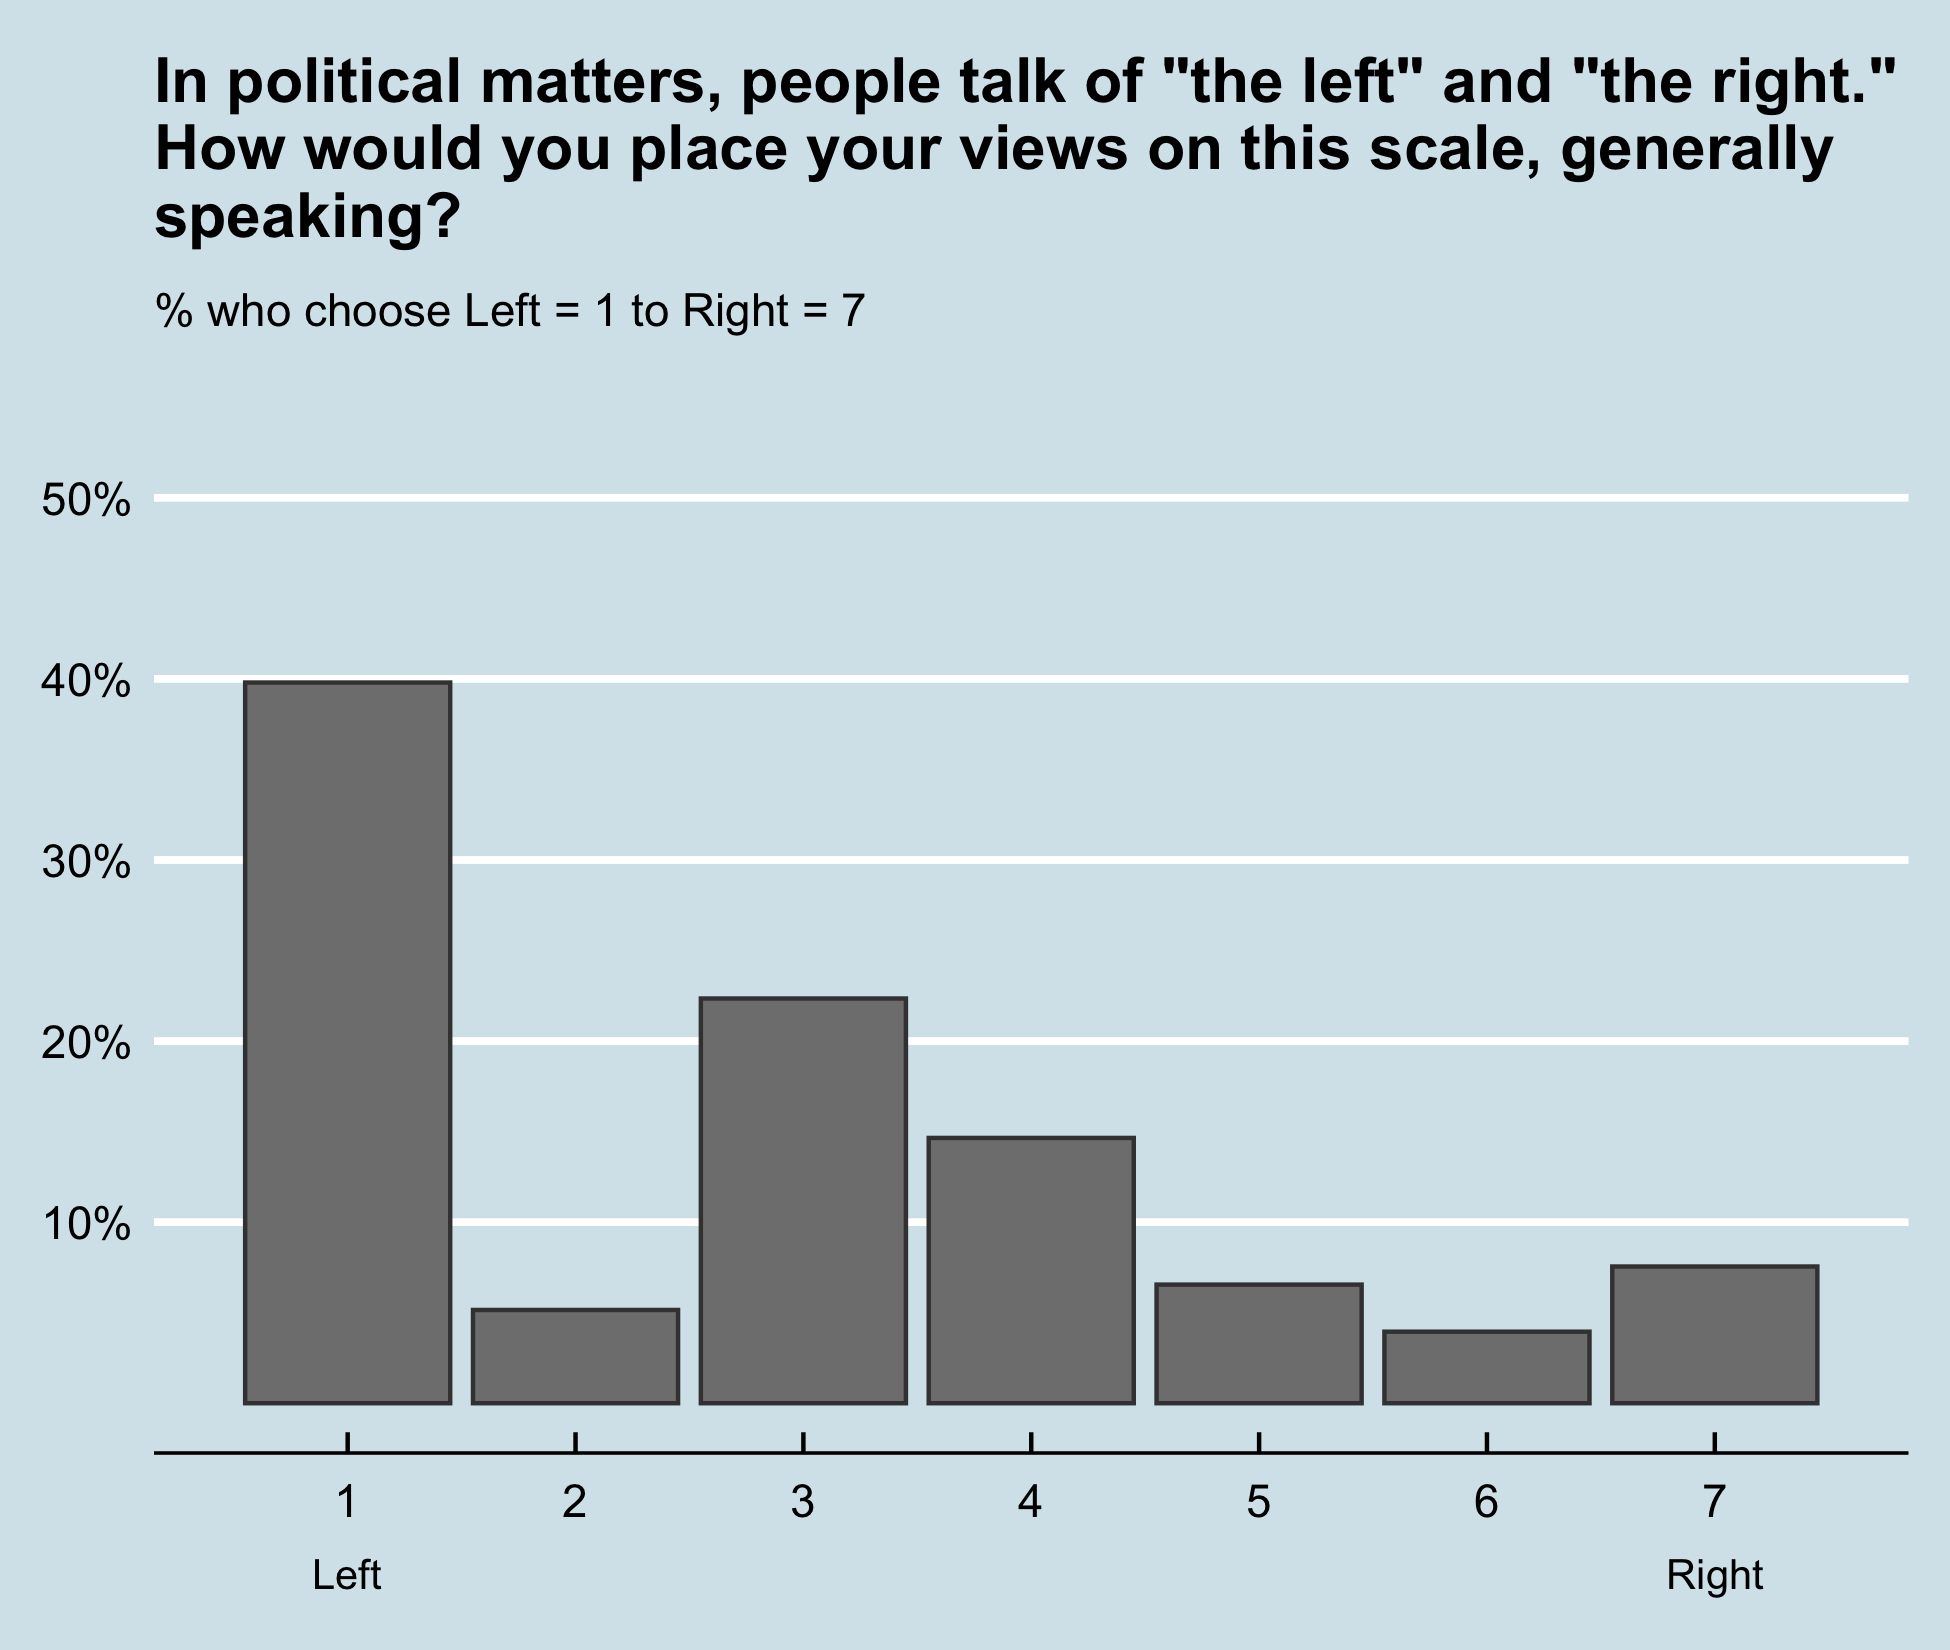 In political matters, people talk of "the left" and "the right."
How would you place your views on this scale, generally
speaking?
% who choose Left = 1 to Right = 7
50%
40%
30%
20%
10%
1 2 3 4 5 6 7
Left Right